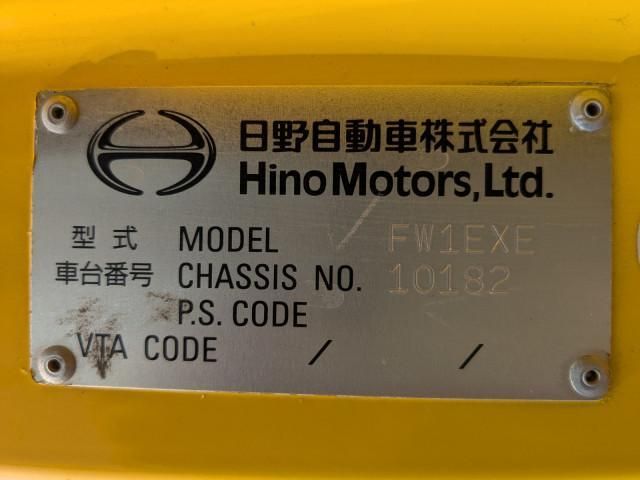 日野自動車株式会社
Hino Motors, Ltd.
型式 MODEL FW1EXE
車台番号 CHASSIS NO. 10182
P.S. CODE
VTA CODE / /